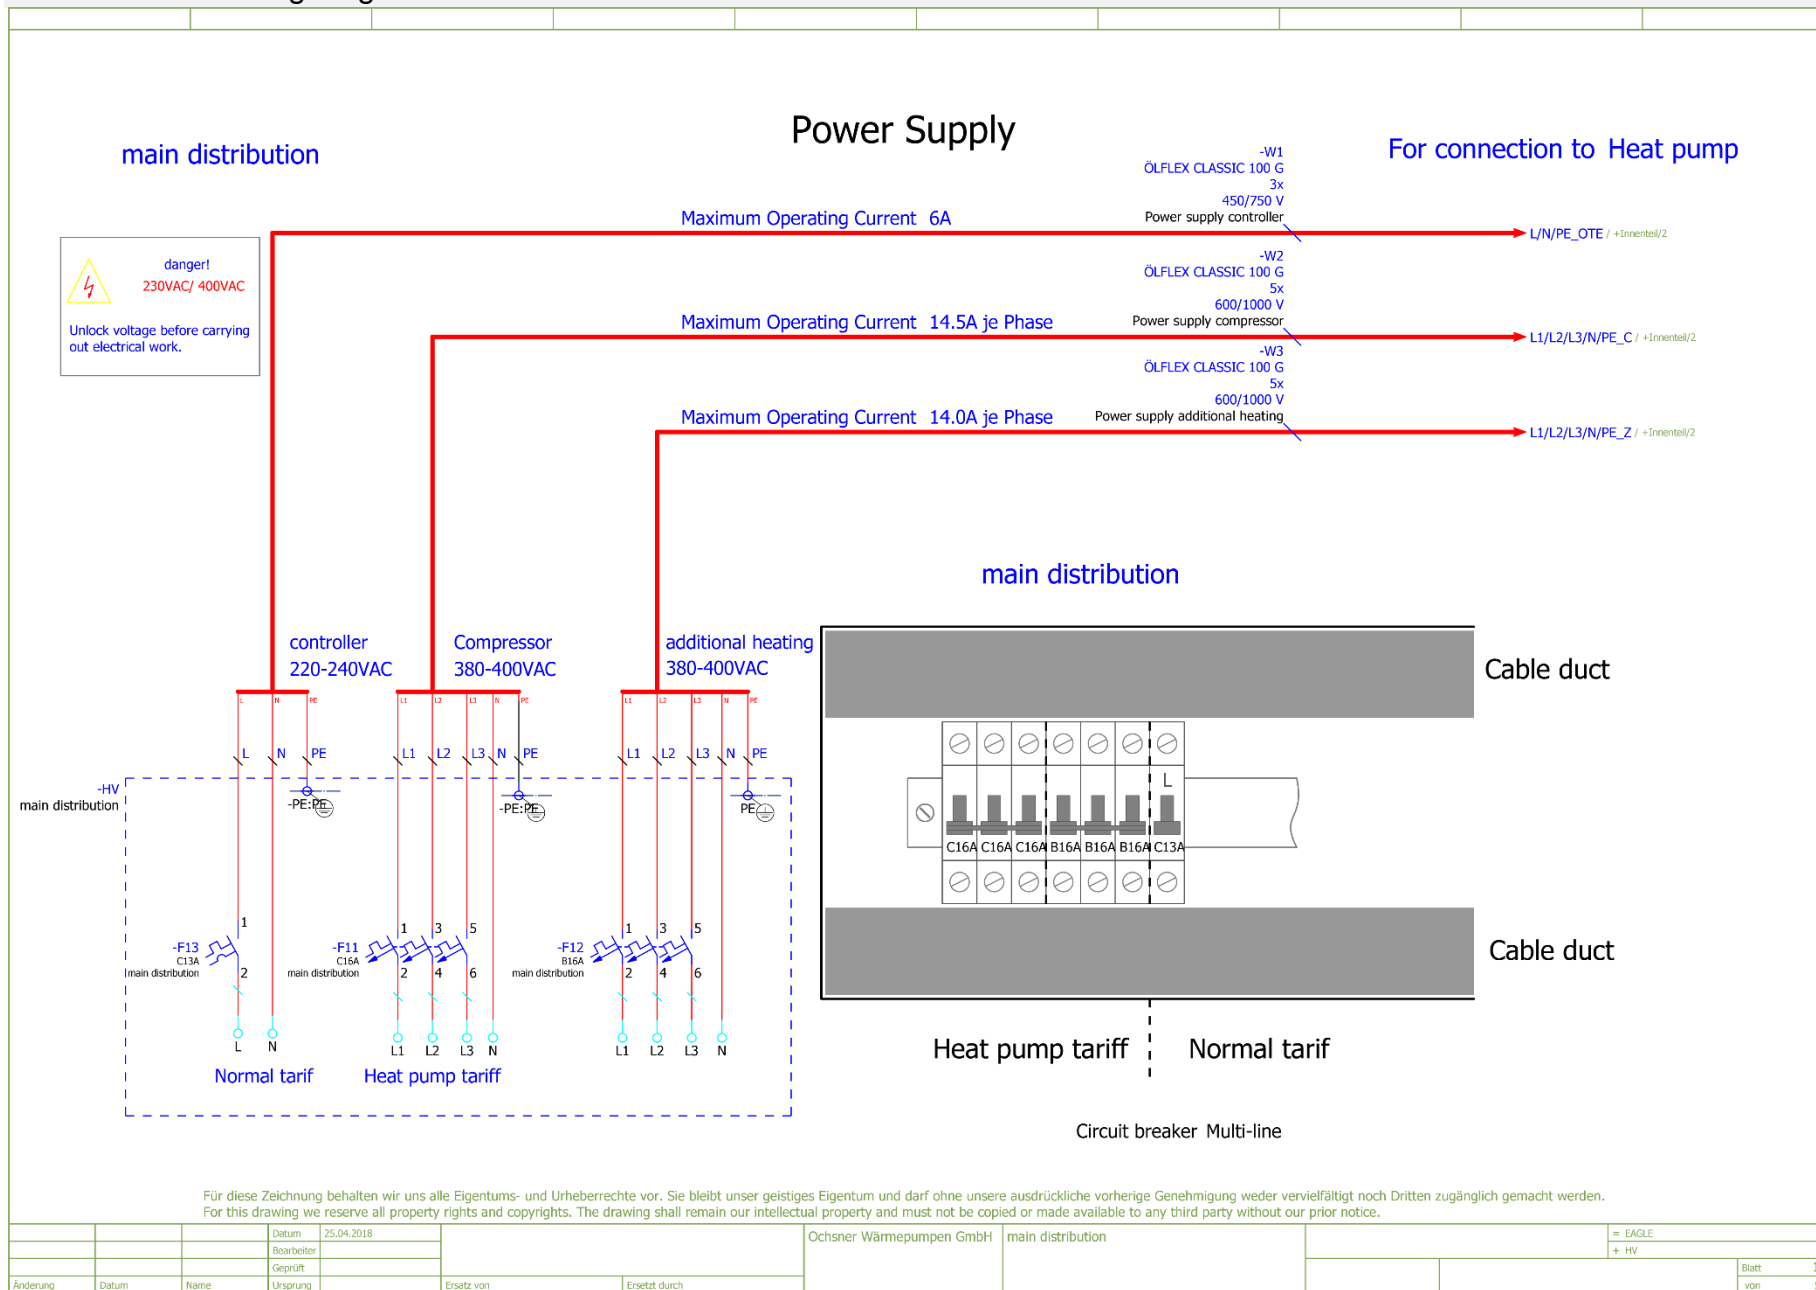 Power Supply
main distribution
For connection to Heat pump
-W1
ÖLFLEX CLASSIC 100 G
3x
450/750 V
Power supply controller
Maximum Operating Current 6A
L/N/PE_OTE / +Innenteil/2
danger!
230VAC/ 400VAC
Unlock voltage before carrying
out electrical work.
-W2
ÖLFLEX CLASSIC 100 G
5x
600/1000 V
Power supply compressor
Maximum Operating Current 14.5A je Phase
L1/L2/L3/N/PE_C / +Innenteil/2
-W3
ÖLFLEX CLASSIC 100 G
5x
600/1000 V
Power supply additional heating
Maximum Operating Current 14.0A je Phase
L1/L2/L3/N/PE_Z / +Innenteil/2
controller
220-240VAC
Compressor
380-400VAC
additional heating
380-400VAC
L N PE L1 L2 L3 N PE L1 L2 L3 N PE
L N PE L1 L2 L3 N PE L1 L2 L3 N PE
-HV
main distribution
-PE:PE -PE:PE PE
1 1 3 5 1 3 5
-F13
C13A
main distribution
2
-F11
C16A
main distribution
2 4 6
-F12
B16A
main distribution
2 4 6
L N L1 L2 L3 N L1 L2 L3 N
Normal tarif Heat pump tariff
main distribution
Cable duct
L
C16A C16A C16A B16A B16A B16A C13A
Cable duct
Heat pump tariff Normal tarif
Circuit breaker Multi-line
Für diese Zeichnung behalten wir uns alle Eigentums- und Urheberrechte vor. Sie bleibt unser geistiges Eigentum und darf ohne unsere ausdrückliche vorherige Genehmigung weder vervielfältigt noch Dritten zugänglich gemacht werden.
For this drawing we reserve all property rights and copyrights. The drawing shall remain our intellectual property and must not be copied or made available to any third party without our prior notice.
Datum 25.04.2018
Bearbeiter
Geprüft
Änderung Datum Name Ursprung Ersatz von Ersetzt durch
Ochsner Wärmepumpen GmbH main distribution
= EAGLE
+ HV
Blatt
von